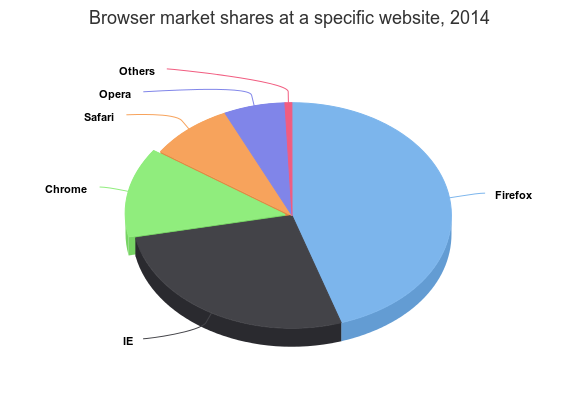 Browser market shares at a specific website, 2014
Others
Opera
Safari
Chrome
Firefox
IE